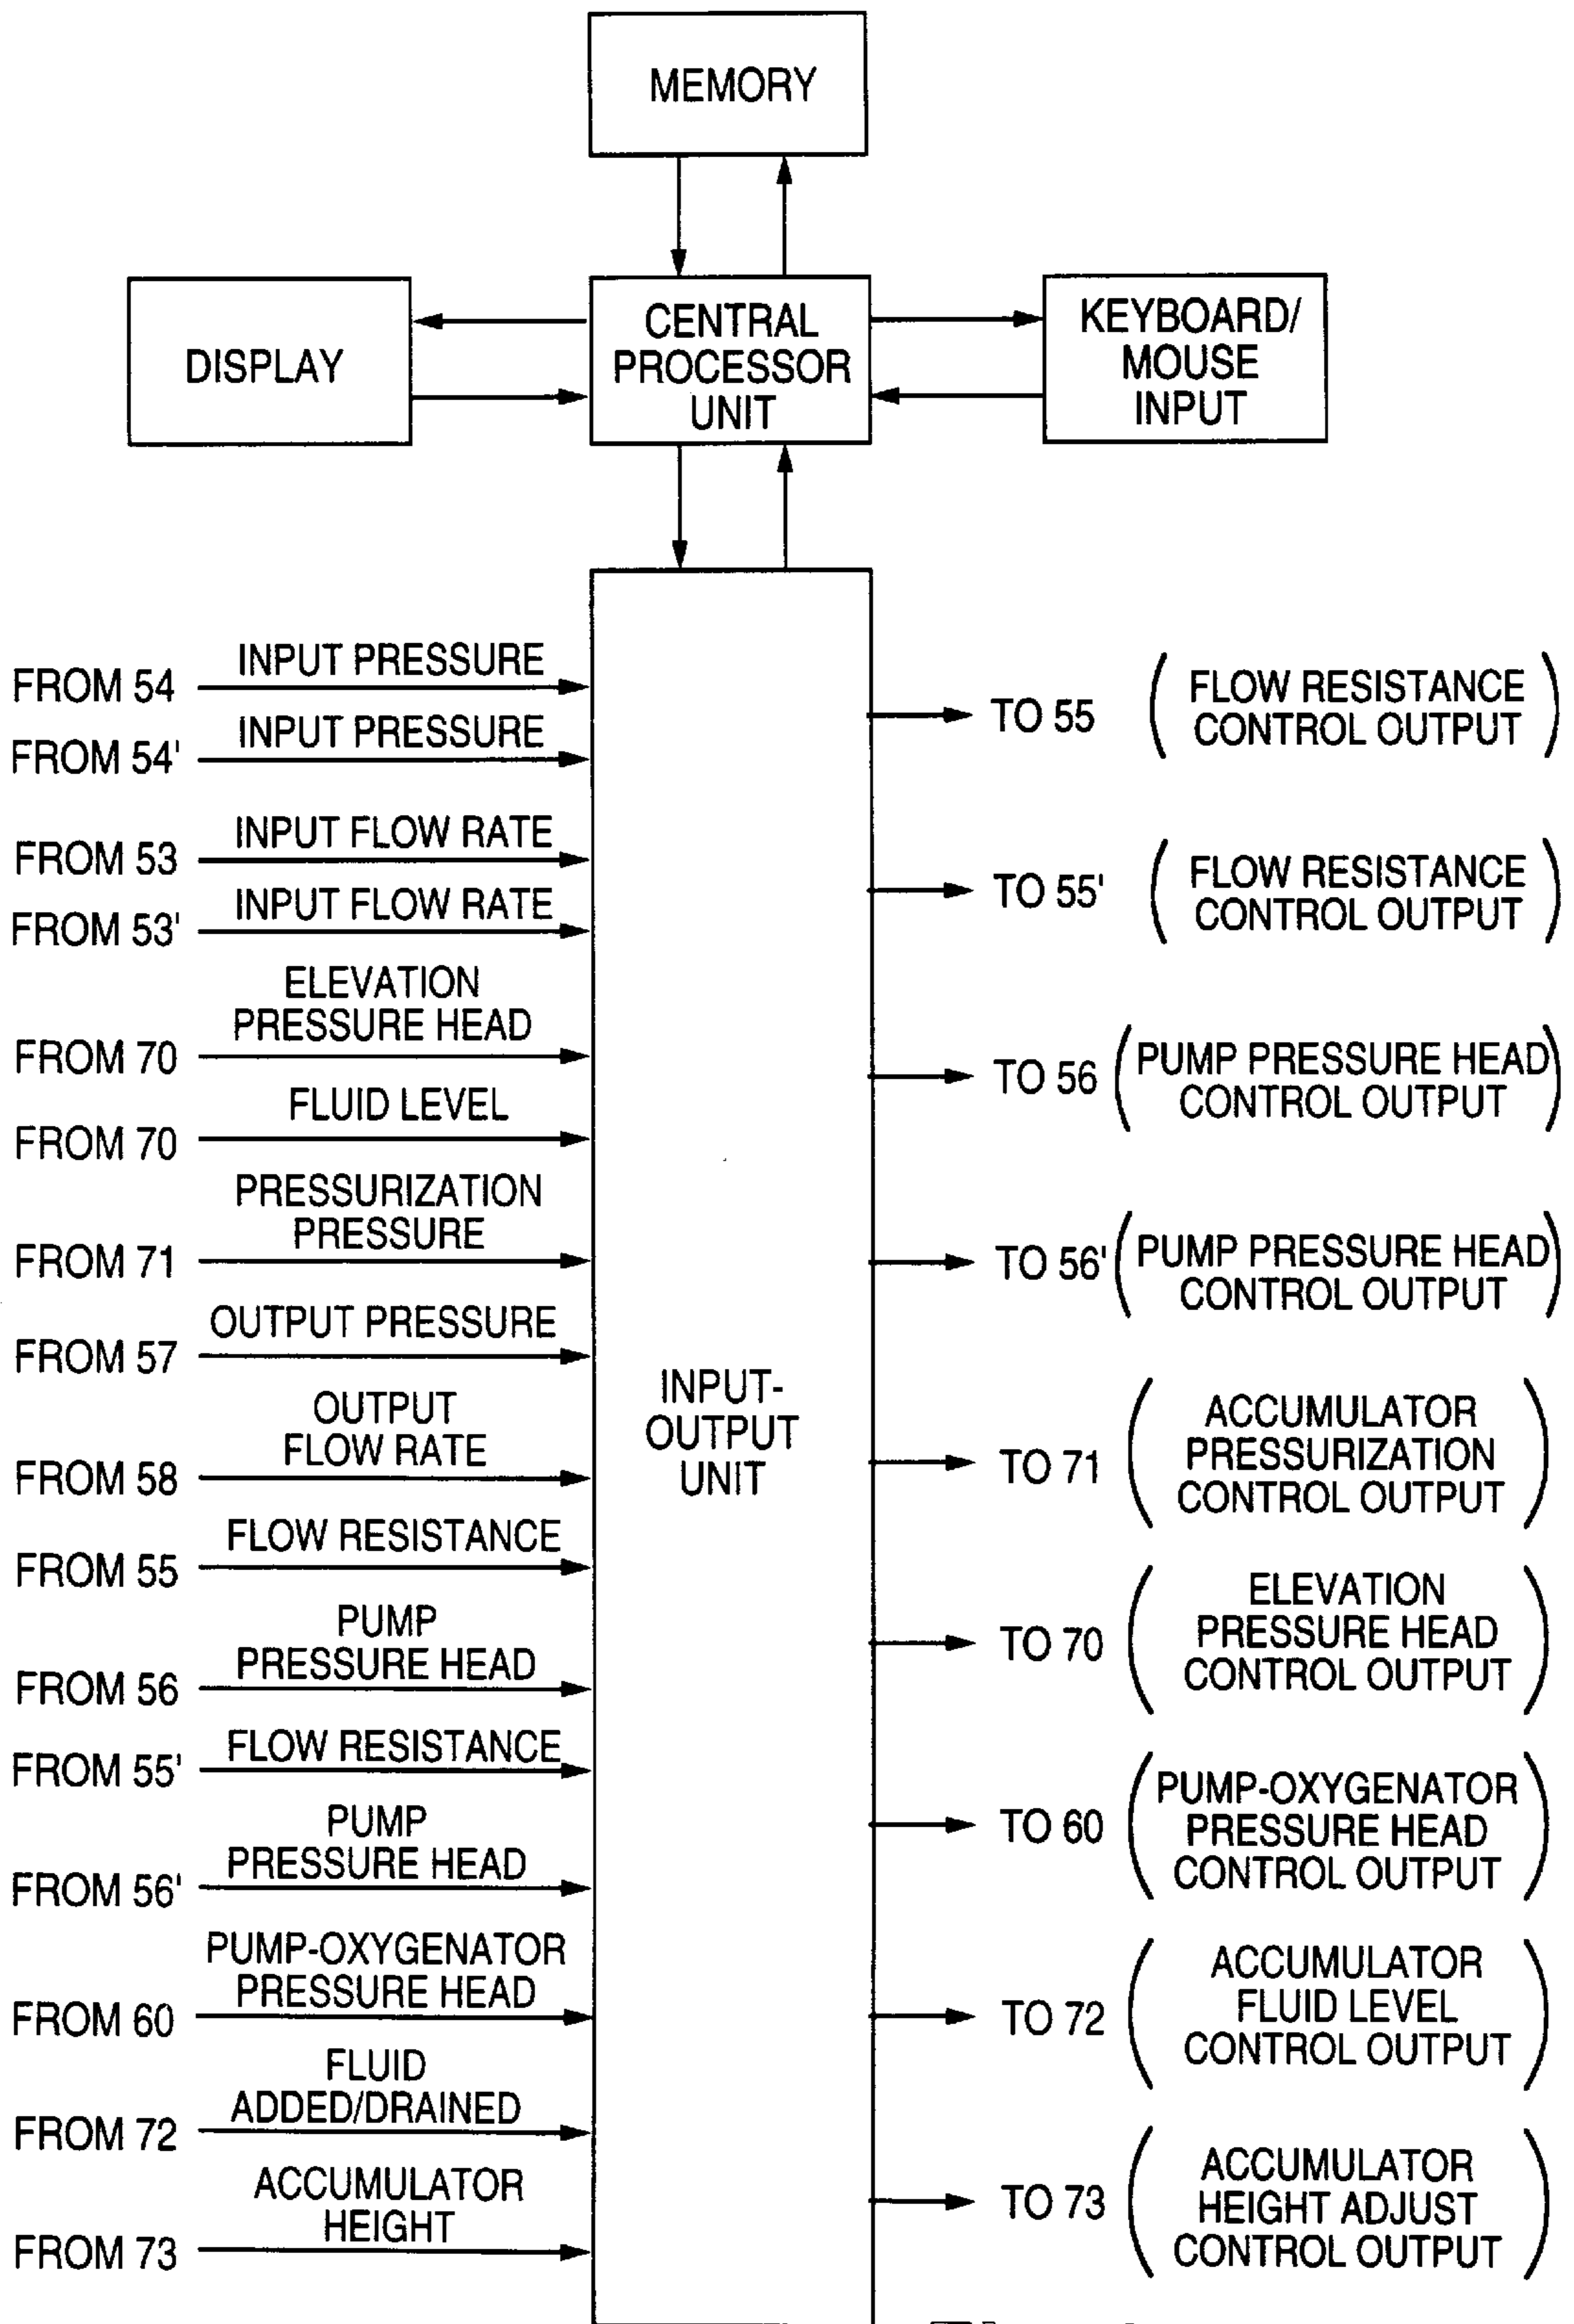 MEMORY
DISPLAY
CENTRAL
PROCESSOR
UNIT
KEYBOARD/
MOUSE
INPUT
INPUT PRESSURE
FROM 54
INPUT PRESSURE
FROM 54'
INPUT FLOW RATE
FROM 53
INPUT FLOW RATE
FROM 53'
ELEVATION
PRESSURE HEAD
FROM 70
FLUID LEVEL
FROM 70
PRESSURIZATION
PRESSURE
FROM 71
OUTPUT PRESSURE
FROM 57
OUTPUT
FLOW RATE
FROM 58
FLOW RESISTANCE
FROM 55
PUMP
PRESSURE HEAD
FROM 56
FLOW RESISTANCE
FROM 55'
PUMP
PRESSURE HEAD
FROM 56'
PUMP-OXYGENATOR
PRESSURE HEAD
FROM 60
FLUID
ADDED/DRAINED
FROM 72
ACCUMULATOR
HEIGHT
FROM 73
INPUT-
OUTPUT
UNIT
TO 55
(FLOW RESISTANCE
CONTROL OUTPUT)
TO 55'
(FLOW RESISTANCE
CONTROL OUTPUT)
TO 56
(PUMP PRESSURE HEAD
CONTROL OUTPUT)
TO 56'
(PUMP PRESSURE HEAD
CONTROL OUTPUT)
TO 71
(ACCUMULATOR
PRESSURIZATION
CONTROL OUTPUT)
TO 70
(ELEVATION
PRESSURE HEAD
CONTROL OUTPUT)
TO 60
(PUMP-OXYGENATOR
PRESSURE HEAD
CONTROL OUTPUT)
TO 72
(ACCUMULATOR
FLUID LEVEL
CONTROL OUTPUT)
TO 73
(ACCUMULATOR
HEIGHT ADJUST
CONTROL OUTPUT)